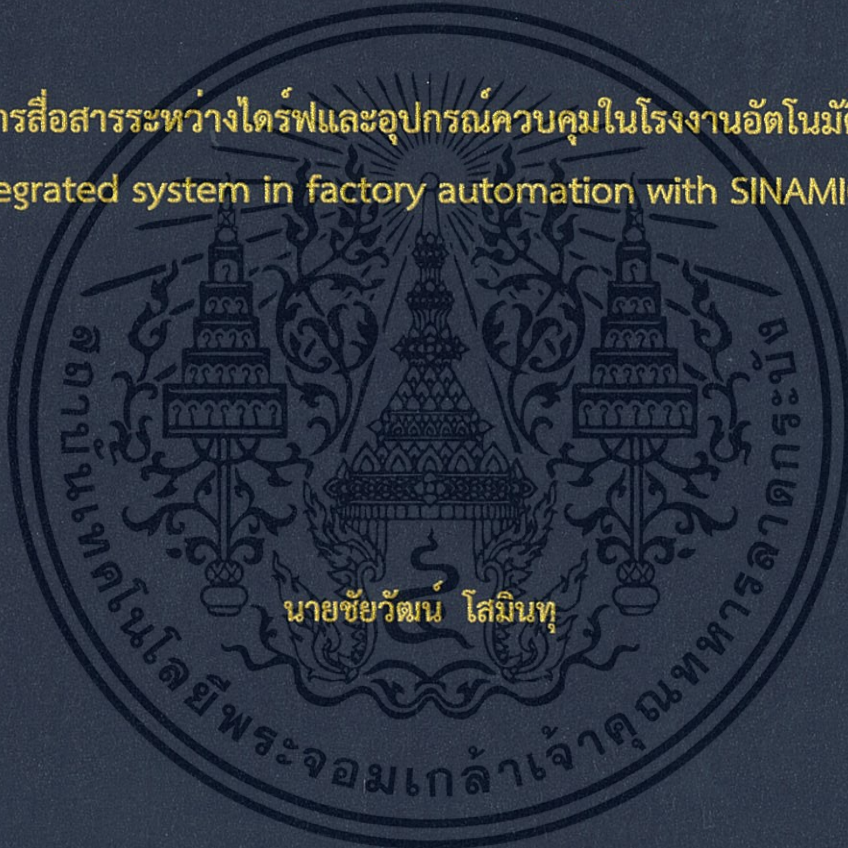 ารสื่อสารระหว่างไดร์ฟและอุปกรณ์ควบคุมในโรงงานอัตโนมั
egrated system in factory automation with SINAMI
นายชัยวัฒน์ โสมินทุ
สถาบันเทคโนโลยีพระจอมเกล้าเจ้าคุณทหารลาดกระบัง